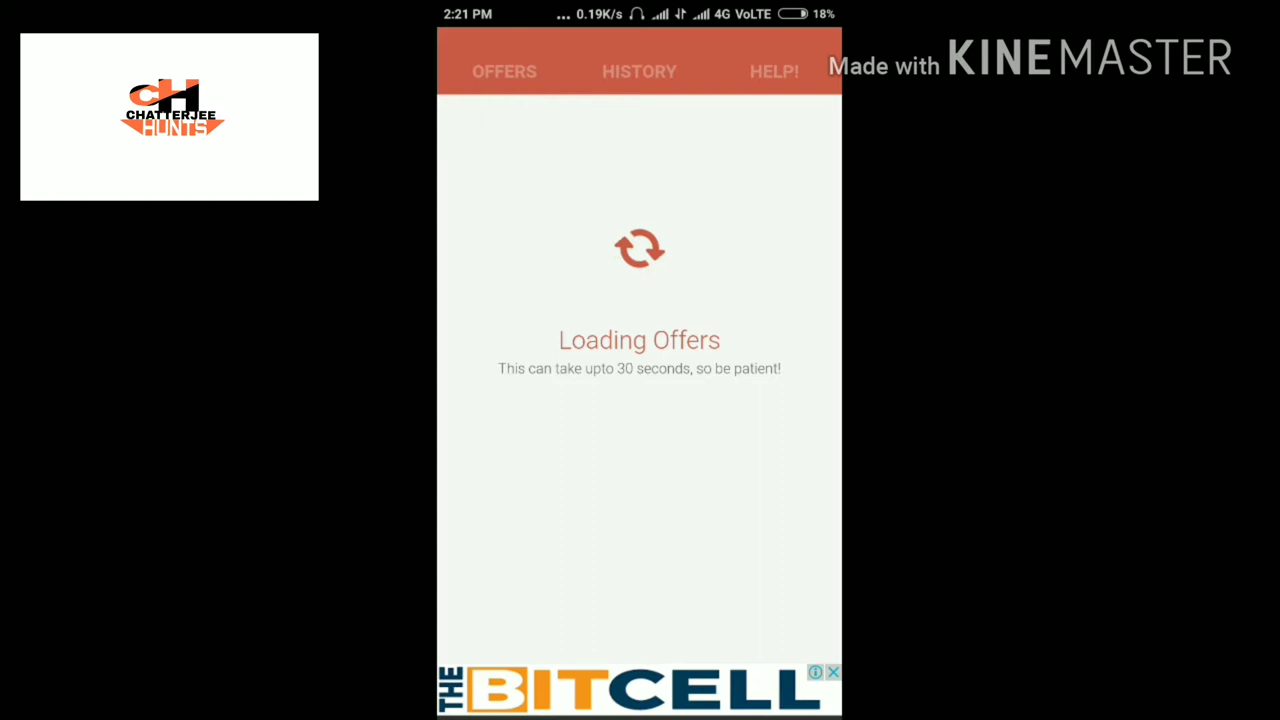 2:21 PM ... 0.19K/s 4G VoLTE 18%
OFFERS HISTORY HELP!
Made with KINEMASTER
CH
CHATTERJEE
HUNTS
Loading Offers
This can take upto 30 seconds, so be patient!
THE BITCELL